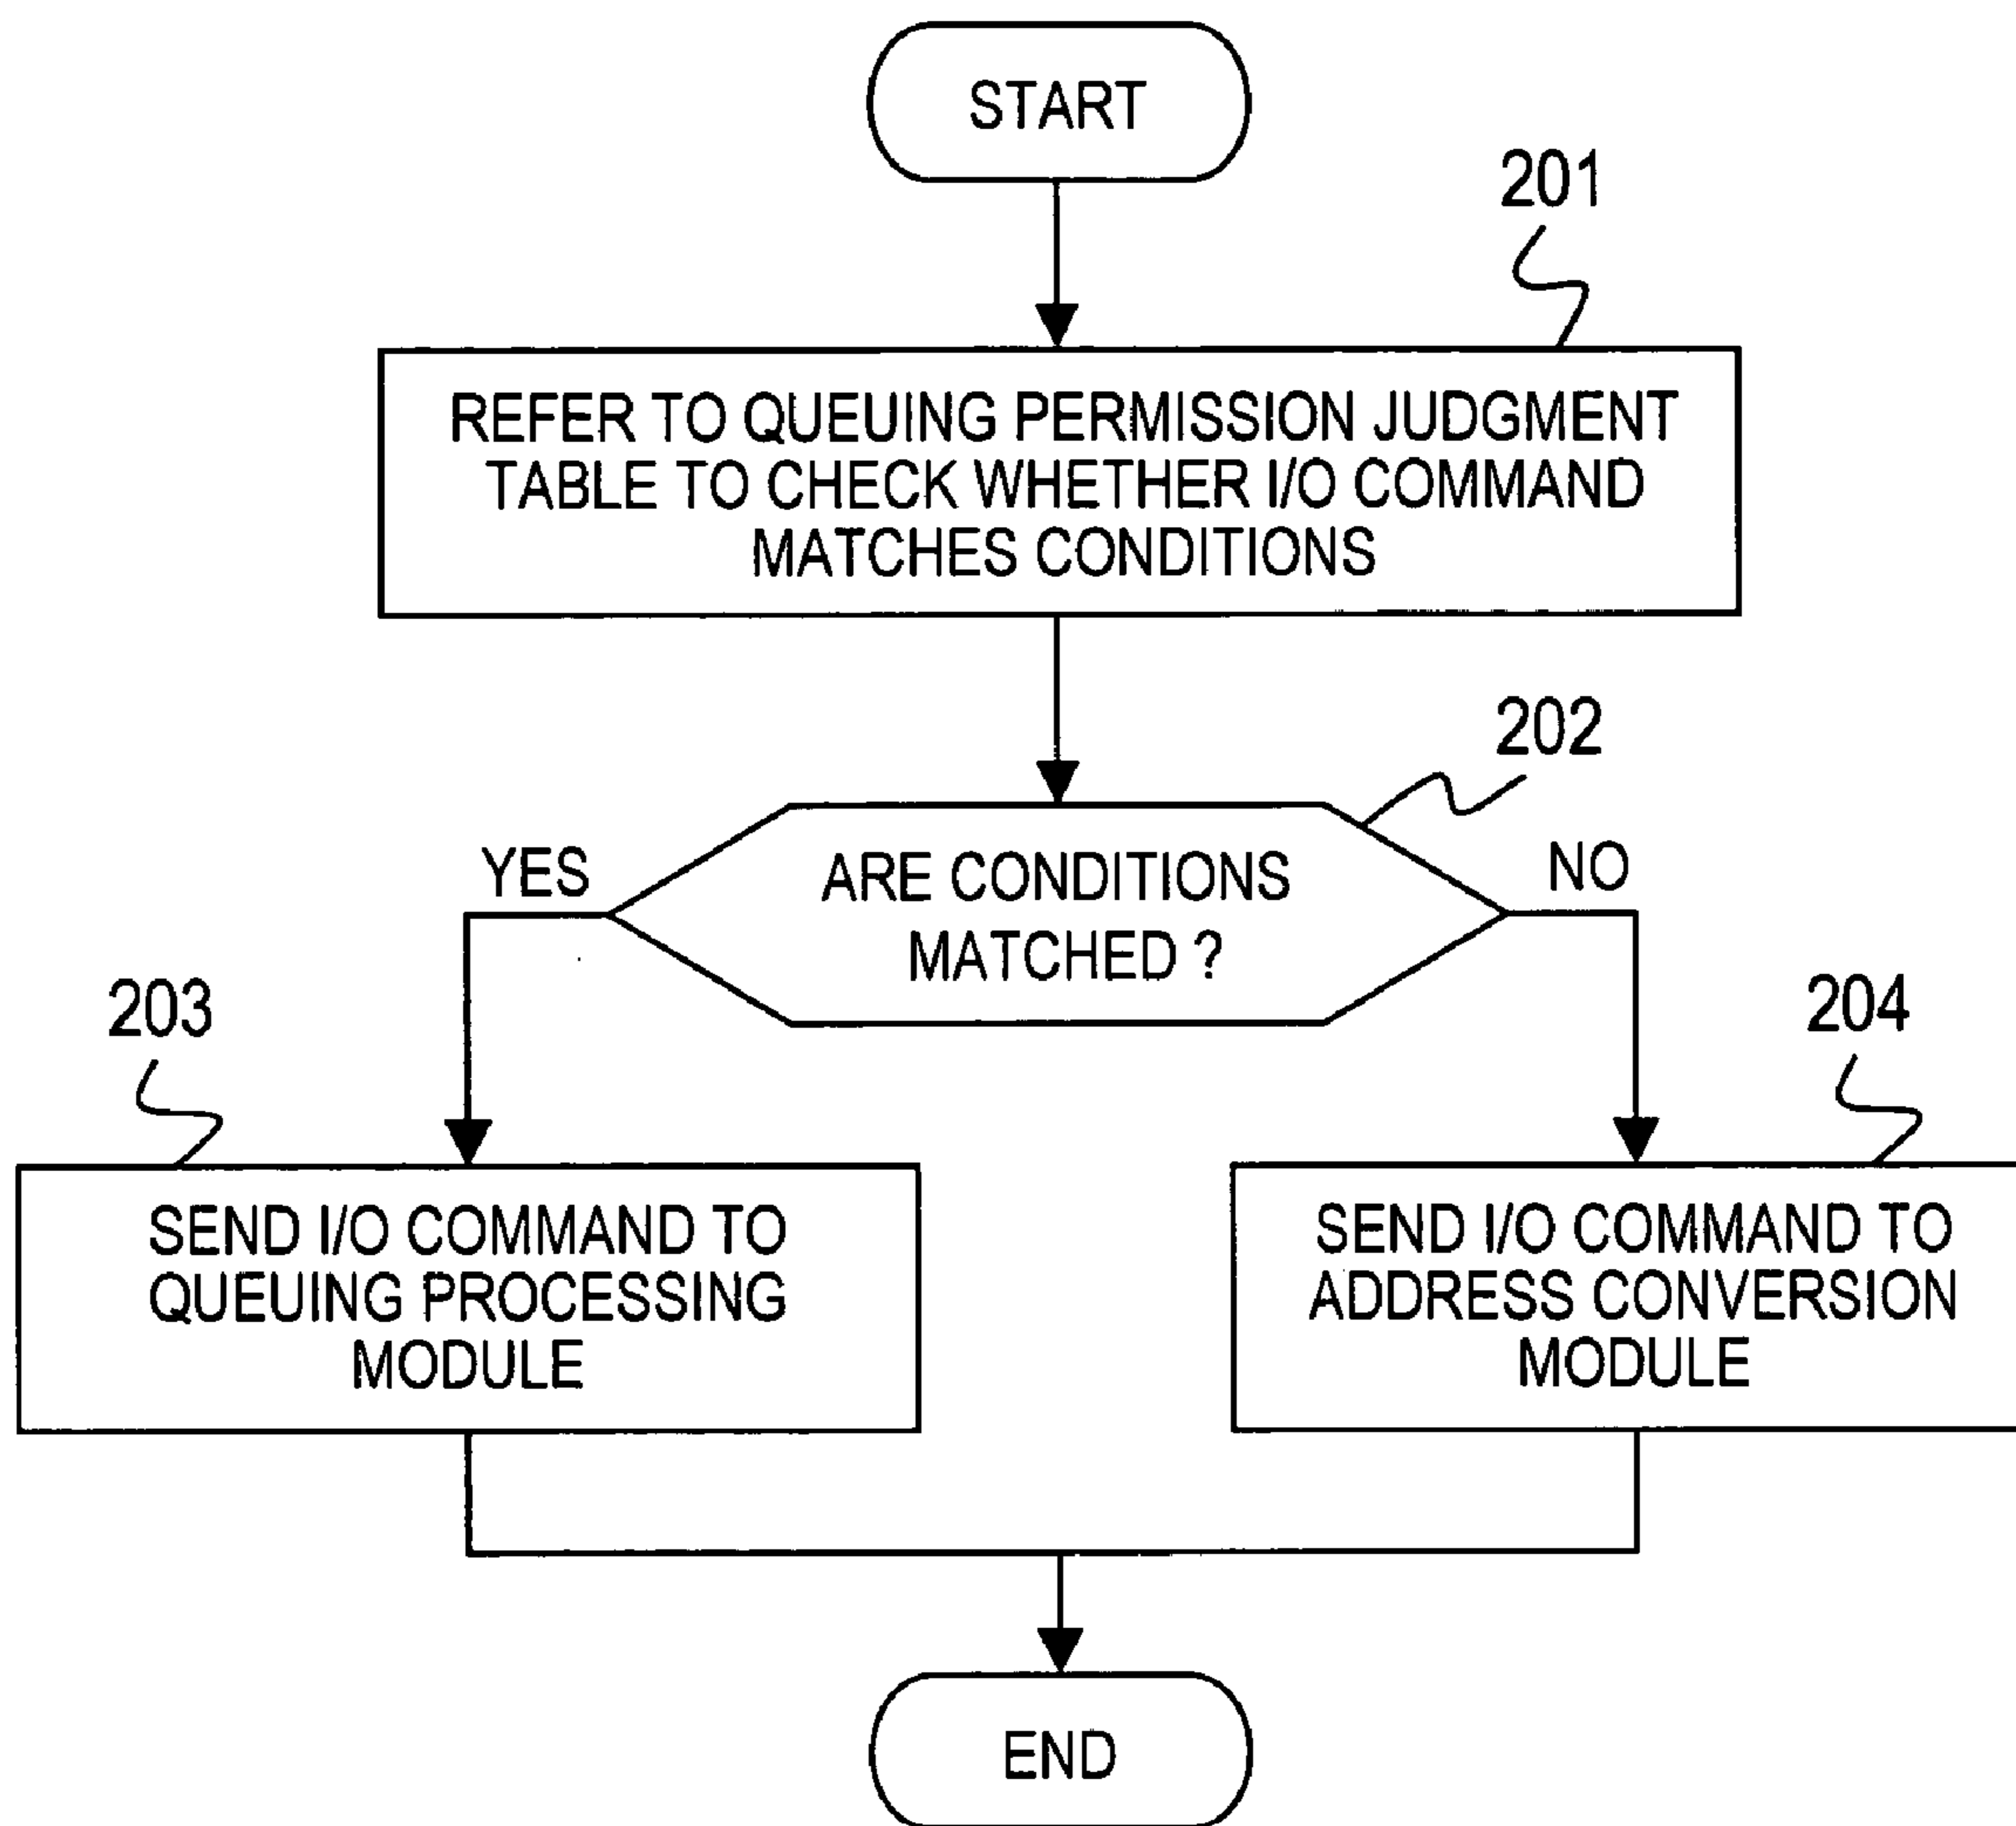 START
201
REFER TO QUEUING PERMISSION JUDGMENT
TABLE TO CHECK WHETHER I/O COMMAND
MATCHES CONDITIONS
202
YES
ARE CONDITIONS
MATCHED ?
NO
203
204
SEND I/O COMMAND TO
QUEUING PROCESSING
MODULE
SEND I/O COMMAND TO
ADDRESS CONVERSION
MODULE
END